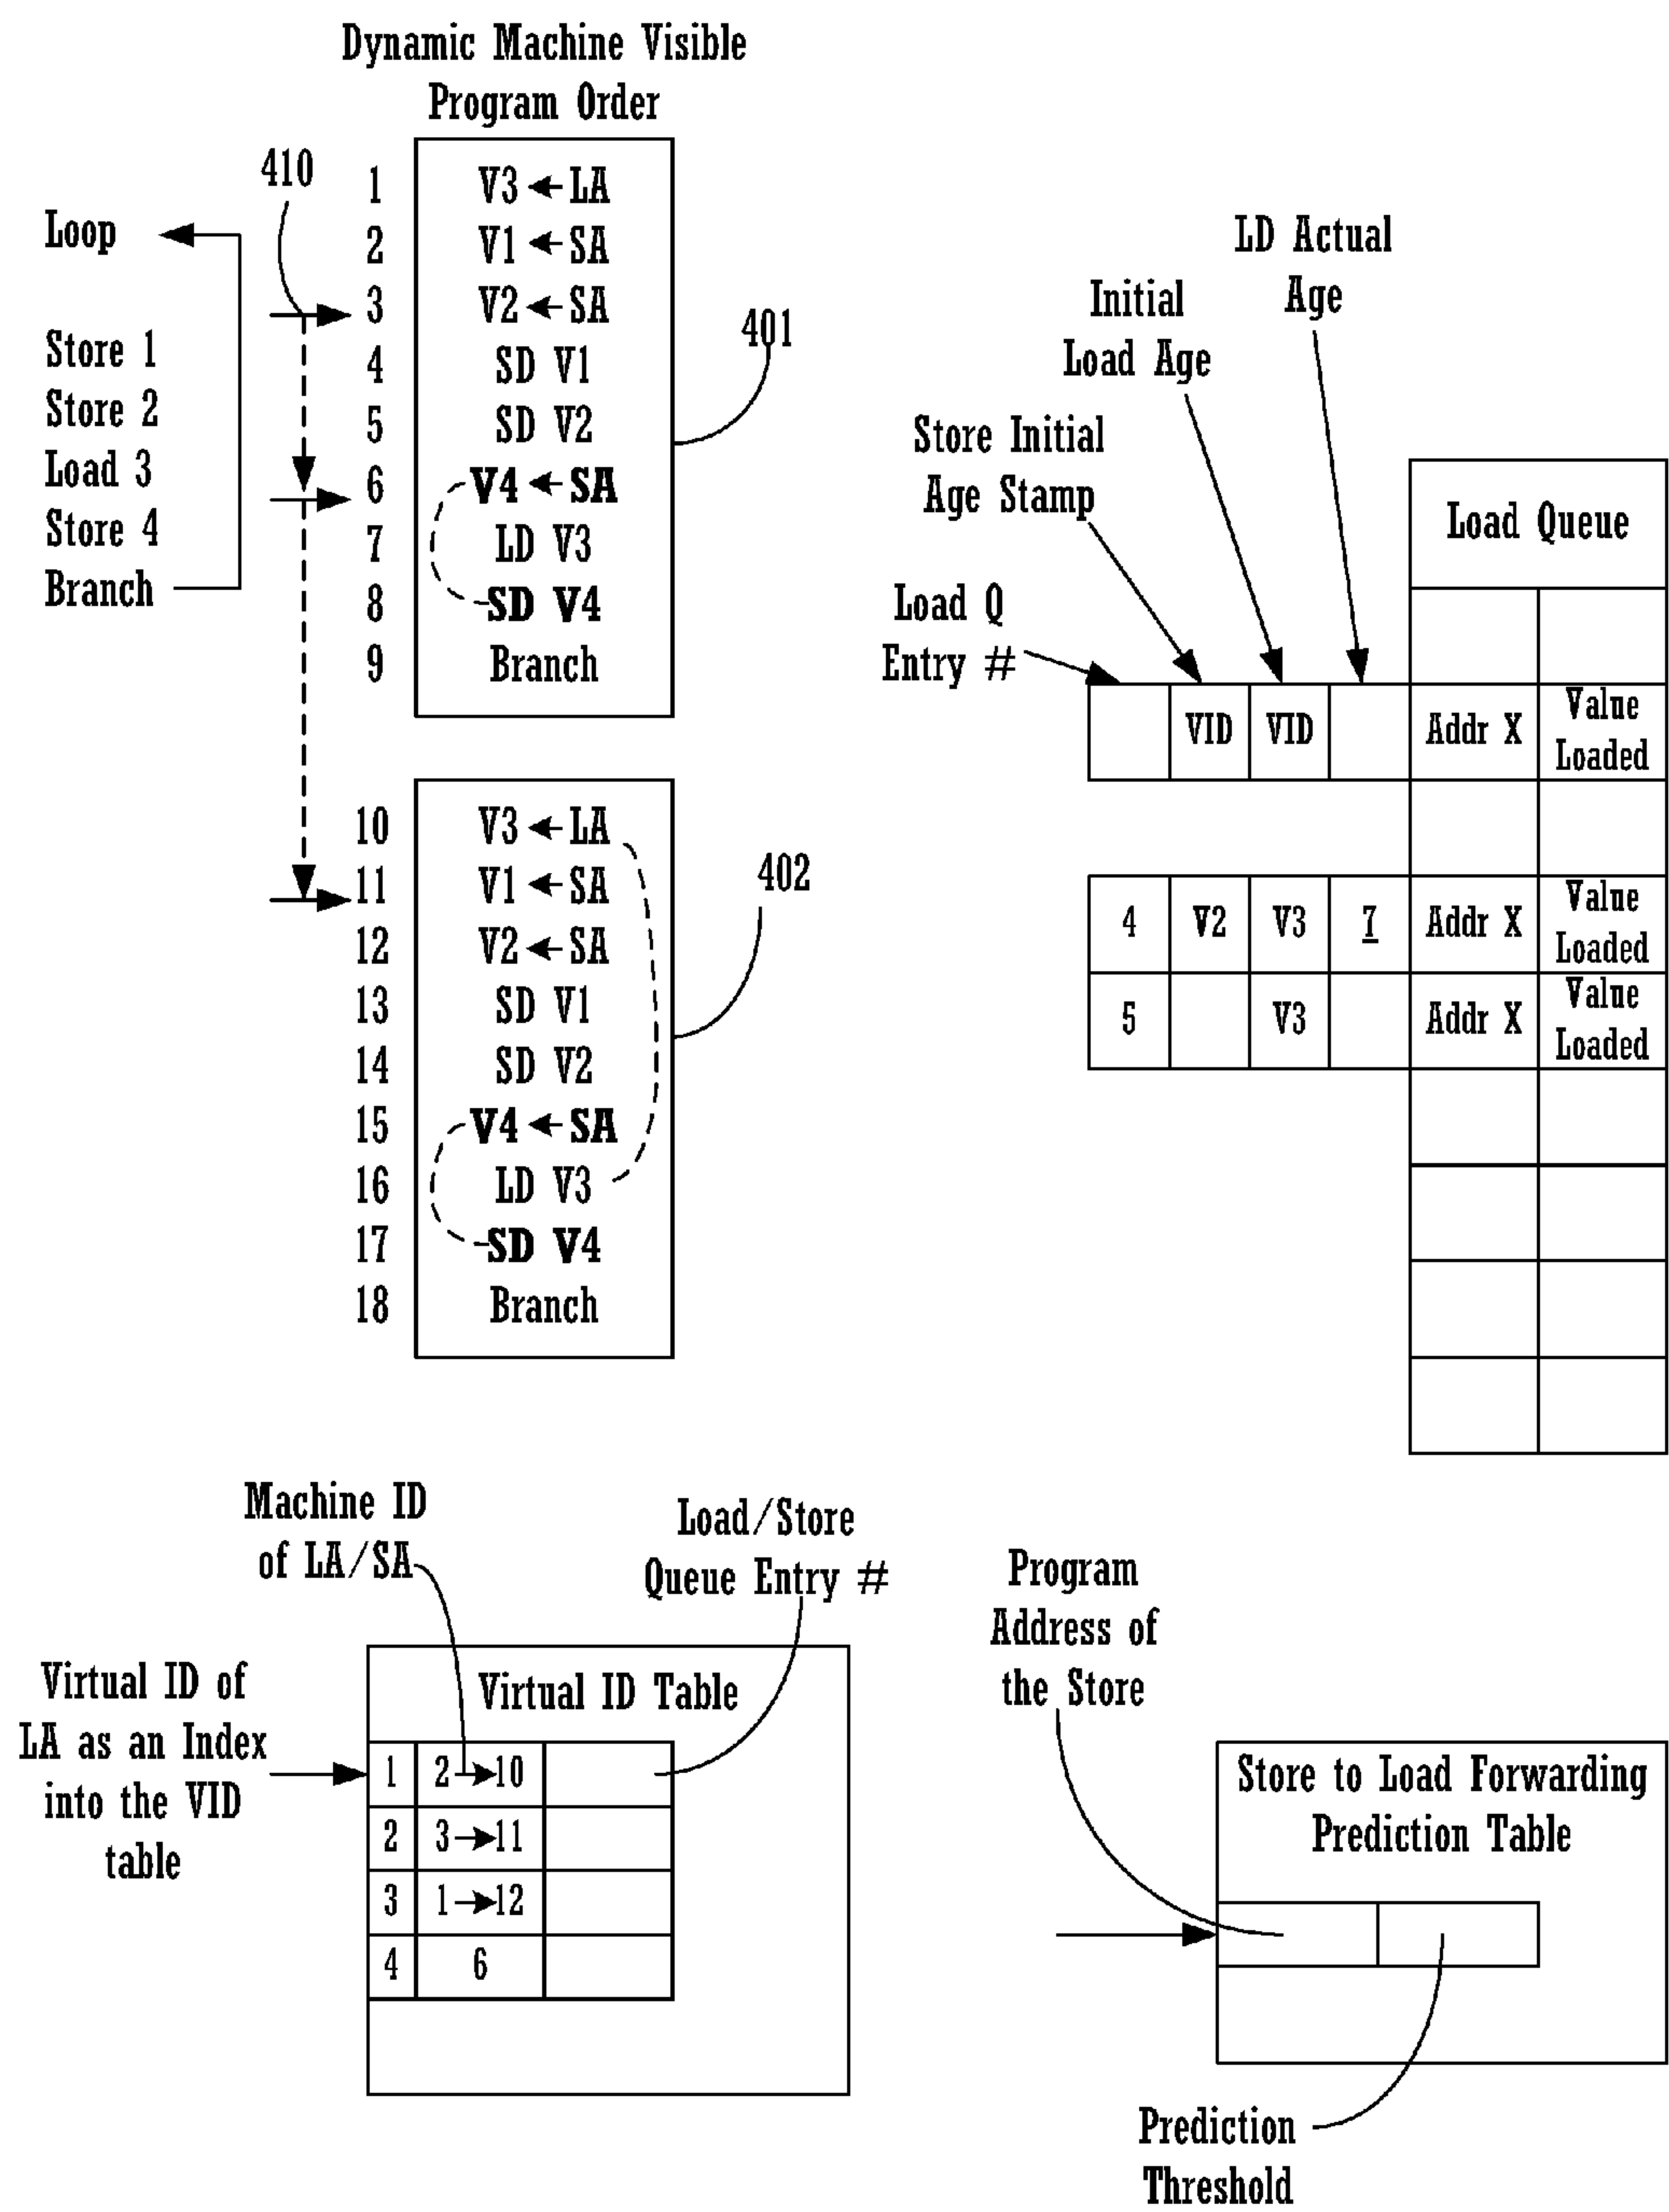 Dynamic Machine Visible
Program Order
410
Loop
Store 1
Store 2
Load 3
Store 4
Branch
1 V3 ← LA
2 V1 ← SA
3 V2 ← SA
4 SD V1
5 SD V2
6 V4 ← SA
7 LD V3
8 SD V4
9 Branch
401
10 V3 ← LA
11 V1 ← SA
12 V2 ← SA
13 SD V1
14 SD V2
15 V4 ← SA
16 LD V3
17 SD V4
18 Branch
402
LD Actual
Age
Initial
Load Age
Store Initial
Age Stamp
Load Q
Entry #
Load Queue
VID VID Addr X Value
Loaded
4 V2 V3 7 Addr X Value
Loaded
5 V3 Addr X Value
Loaded
Machine ID
of LA/SA
Load/Store
Queue Entry #
Virtual ID of
LA as an Index
into the VID
table
Virtual ID Table
1 2→10
2 3→11
3 1→12
4 6
Program
Address of
the Store
Store to Load Forwarding
Prediction Table
Prediction
Threshold